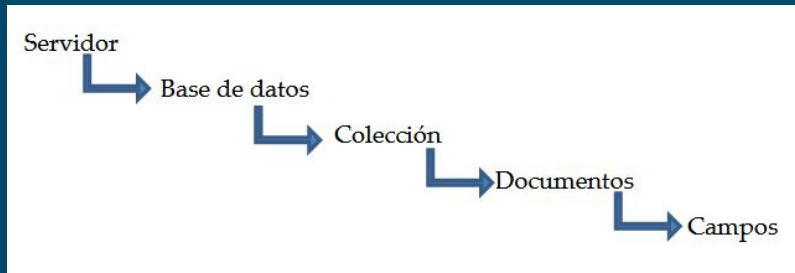 Servidor
Base de datos
Colección
Documentos
Campos